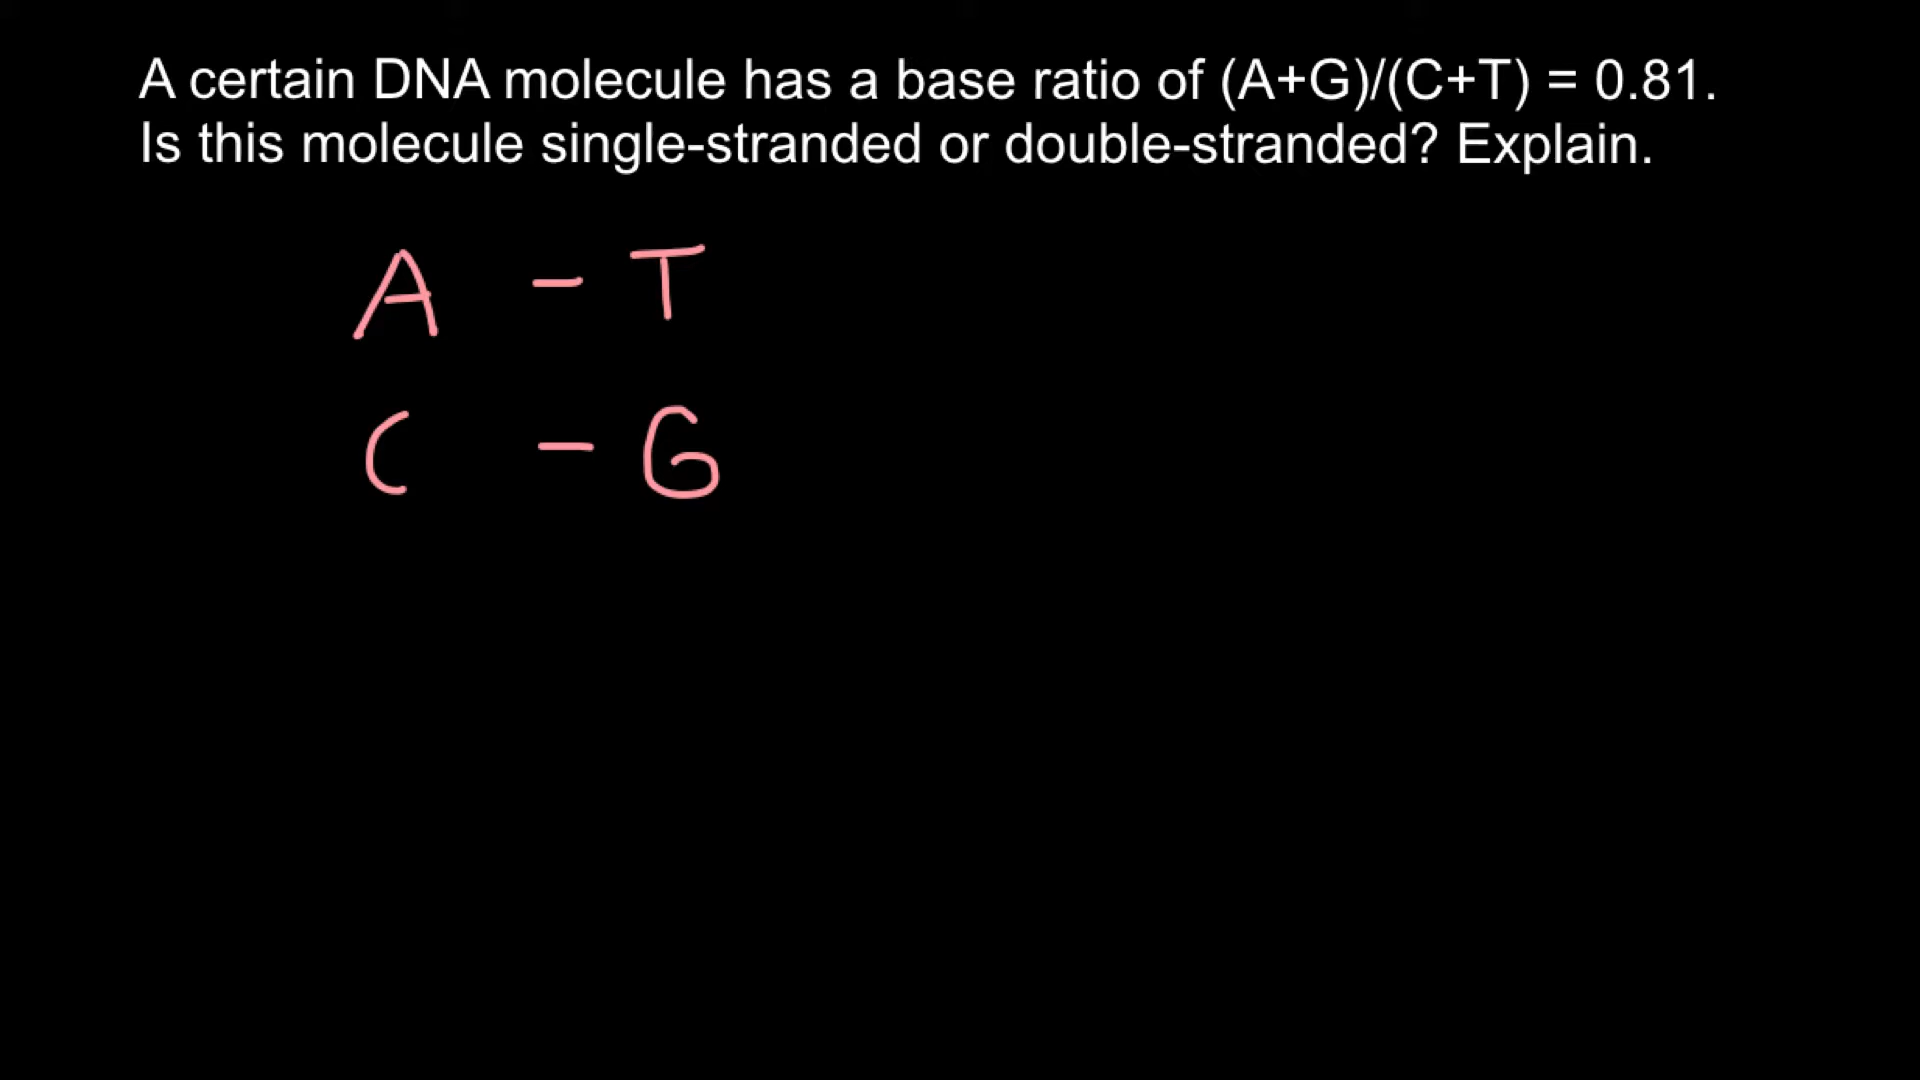 A certain DNA molecule has a base ratio of (A+G)/(C+T) = 0.81.
Is this molecule single-stranded or double-stranded? Explain.
A - T
C - G